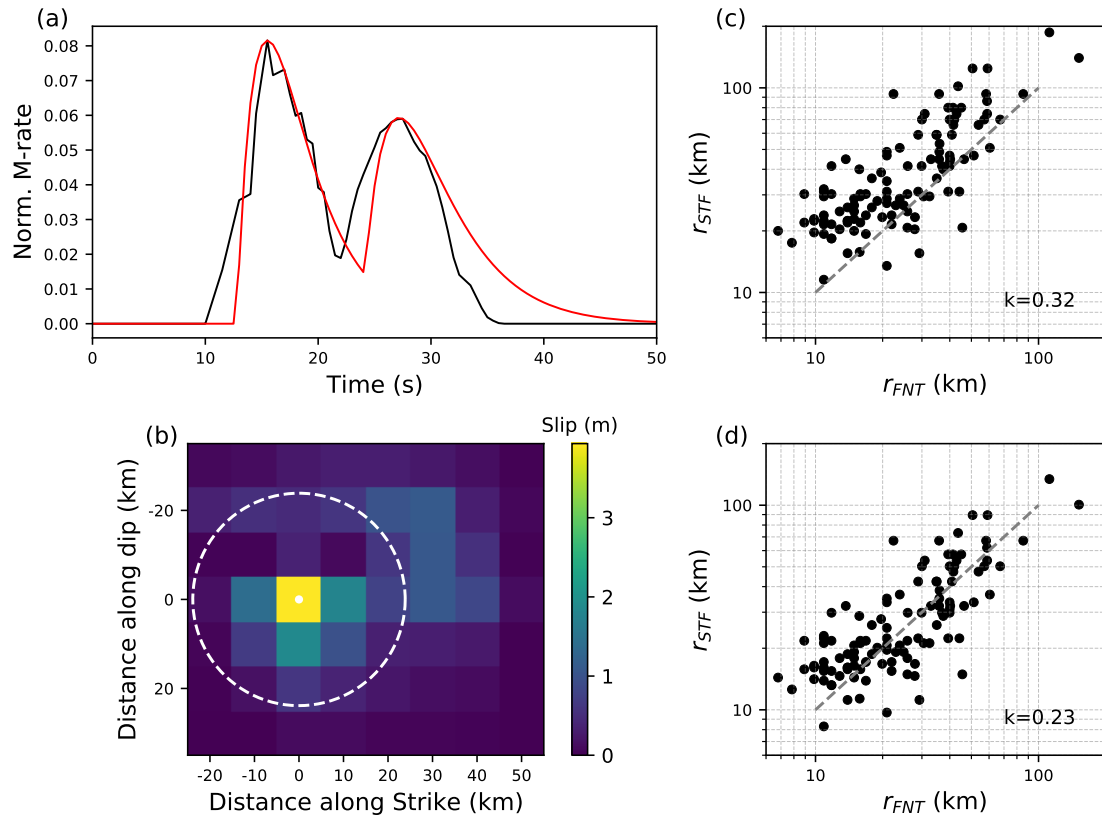 (a)
Norm. M-rate
0.08
0.07
0.06
0.05
0.04
0.03
0.02
0.01
0.00
0 10 20 30 40 50
Time (s)
(b)
Slip (m)
Distance along dip (km)
-20
0
20
-20 -10 0 10 20 30 40 50
Distance along Strike (km)
3
2
1
0
(c)
r_STF (km)
100
10
k=0.32
10 100
r_FNT (km)
(d)
r_STF (km)
100
10
k=0.23
10 100
r_FNT (km)